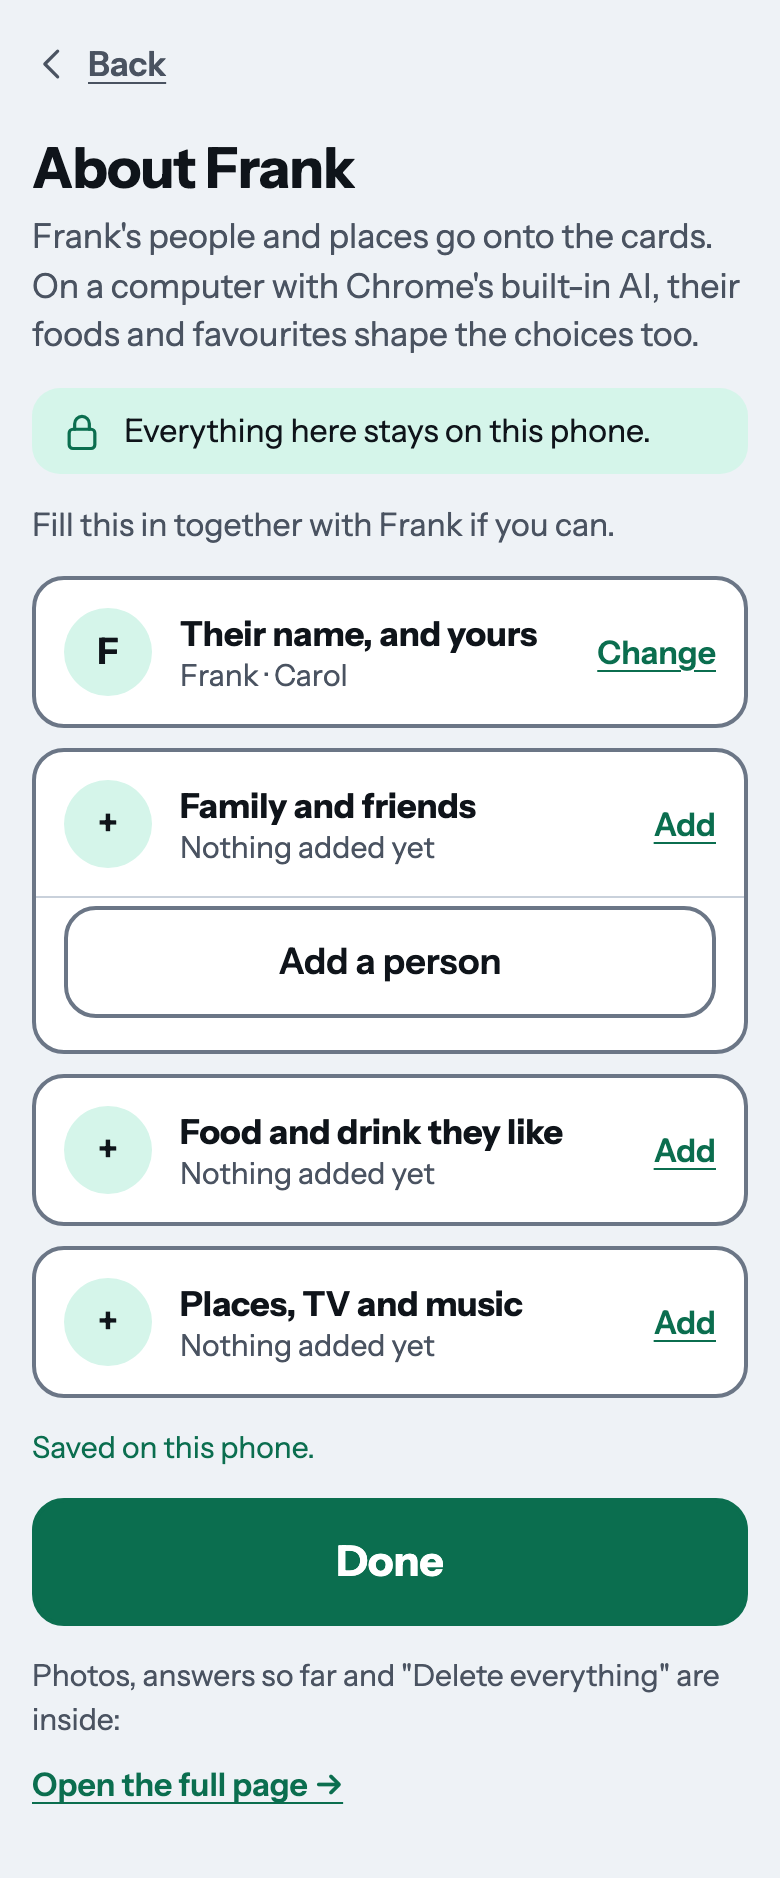 Back
About Frank
Frank's people and places go onto the cards.
On a computer with Chrome's built-in AI, their
foods and favourites shape the choices too.
Everything here stays on this phone.
Fill this in together with Frank if you can.
F
Their name, and yours
Frank · Carol
Change
+
Family and friends
Nothing added yet
Add
Add a person
+
Food and drink they like
Nothing added yet
Add
+
Places, TV and music
Nothing added yet
Add
Saved on this phone.
Done
Photos, answers so far and "Delete everything" are
inside:
Open the full page →